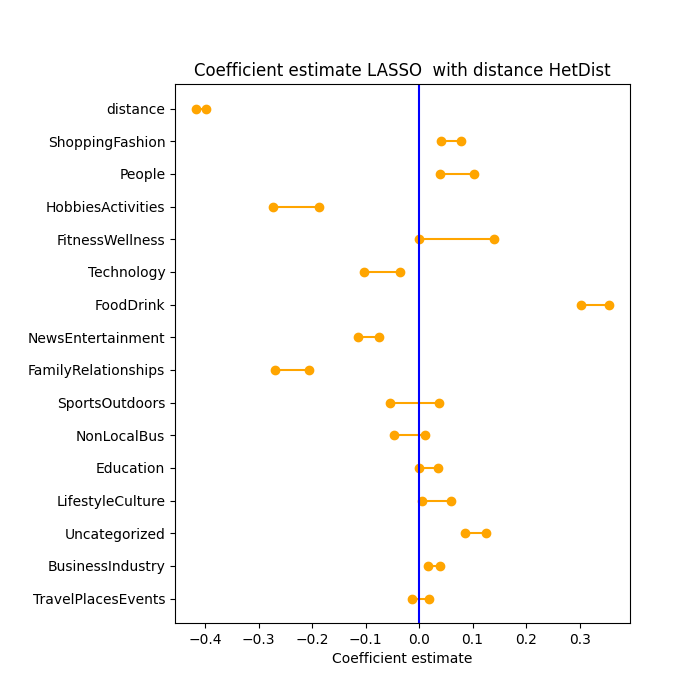 Coefficient estimate LASSO  with distance HetDist
distance
ShoppingFashion
People
HobbiesActivities
FitnessWellness
Technology
FoodDrink
NewsEntertainment
FamilyRelationships
SportsOutdoors
NonLocalBus
Education
LifestyleCulture
Uncategorized
BusinessIndustry
TravelPlacesEvents
−0.4 −0.3 −0.2 −0.1 0.0 0.1 0.2 0.3
Coefficient estimate